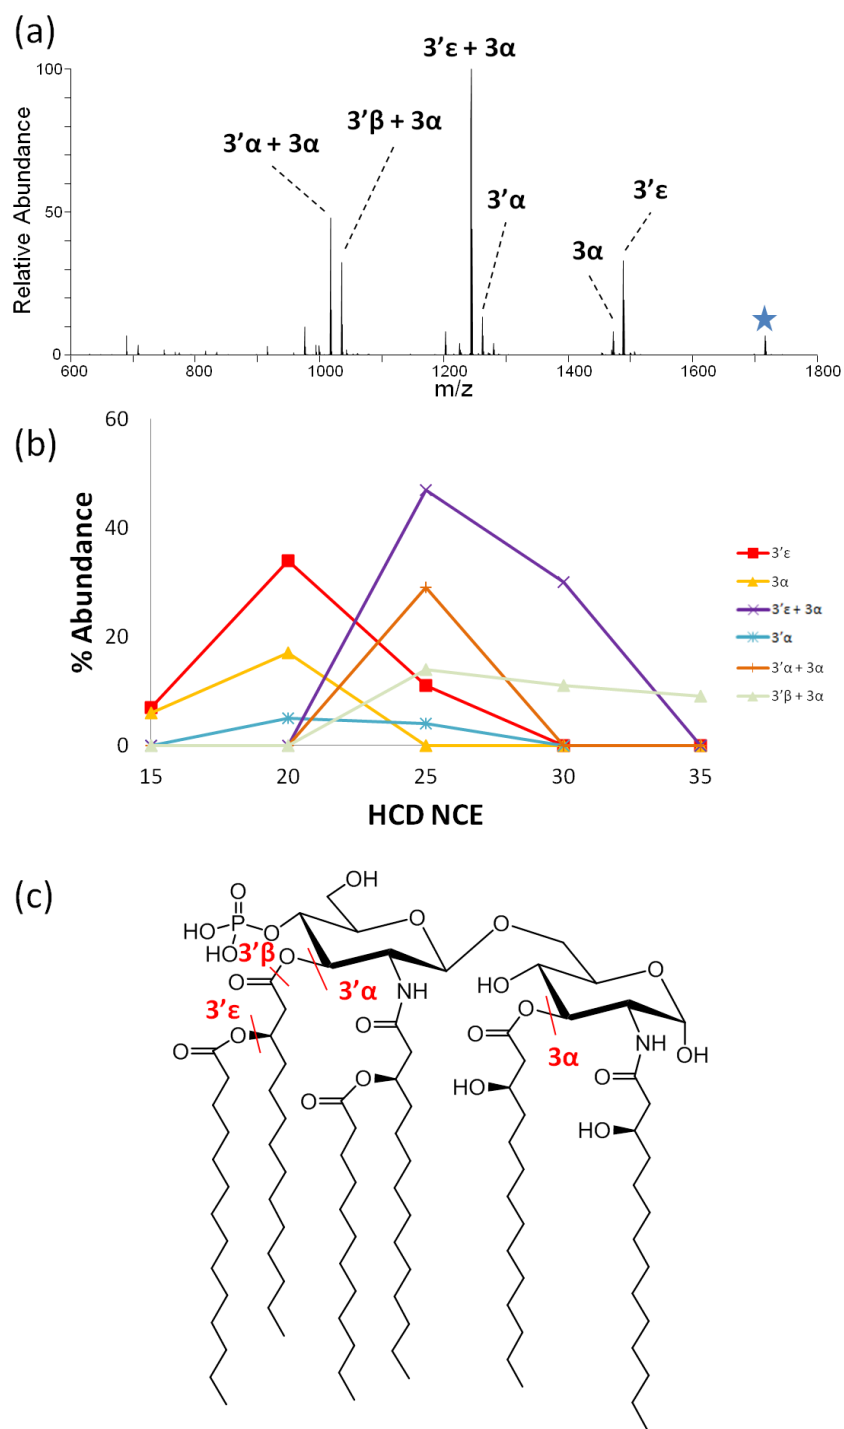 (a)
3'ε + 3α
3'β + 3α
3'α + 3α
3'α
3'ε
3α
Relative Abundance
100
50
0
600
800
1000
1200
1400
1600
1800
m/z
(b)
% Abundance
60
40
20
0
15
20
25
30
35
HCD NCE
3'ε
3α
3'ε + 3α
3'α
3'α + 3α
3'β + 3α
(c)
OH
O
HO
P
O
HO
O
3'β
O
O
3'α
NH
3'ε
O
O
O
O
O
O
O
HO
O
O
3α
O
NH
OH
O
HO
O
HO